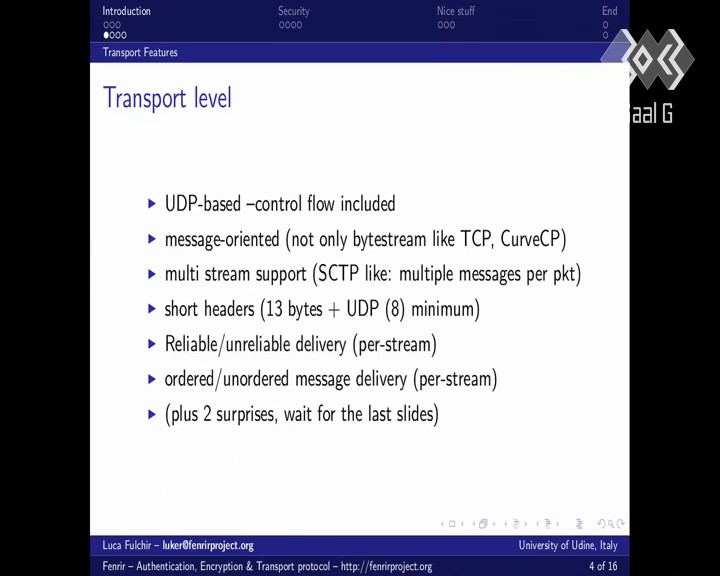 Introduction
Security
Nice stuff
End
Transport Features
Saal G
Transport level
UDP-based –control flow included
message-oriented (not only bytestream like TCP, CurveCP)
multi stream support (SCTP like: multiple messages per pkt)
short headers (13 bytes + UDP (8) minimum)
Reliable/unreliable delivery (per-stream)
ordered/unordered message delivery (per-stream)
(plus 2 surprises, wait for the last slides)
Luca Fulchir – luker@fenrirproject.org
University of Udine, Italy
Fenrir – Authentication, Encryption & Transport protocol – http://fenrirproject.org
4 of 16